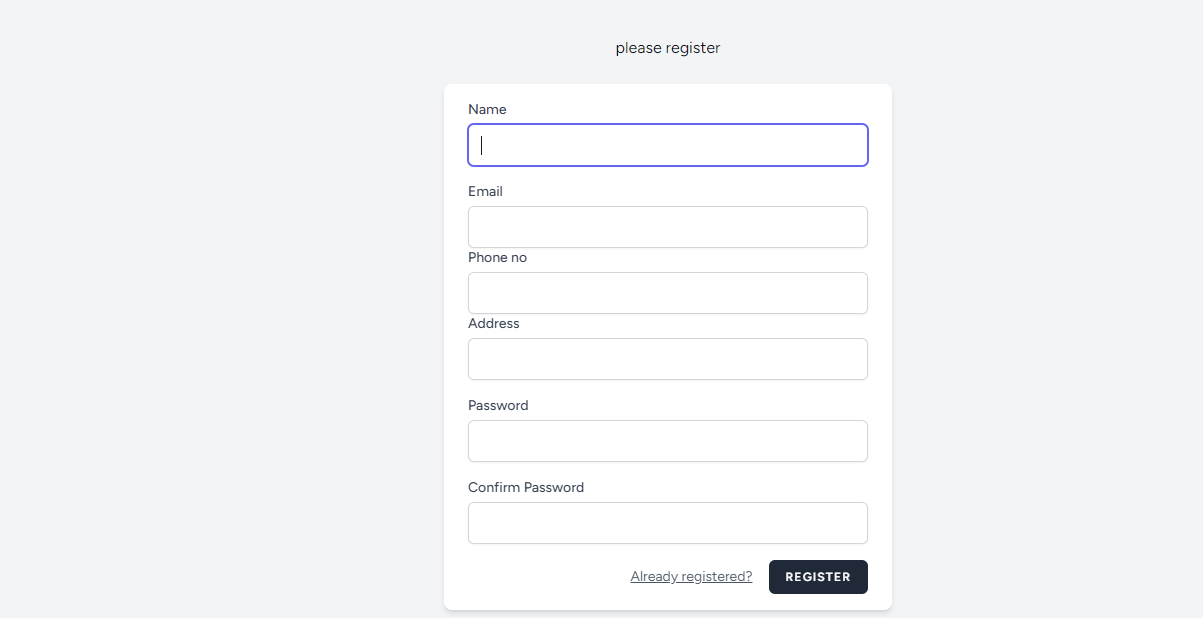 please register
Name
Email
Phone no
Address
Password
Confirm Password
Already registered? REGISTER